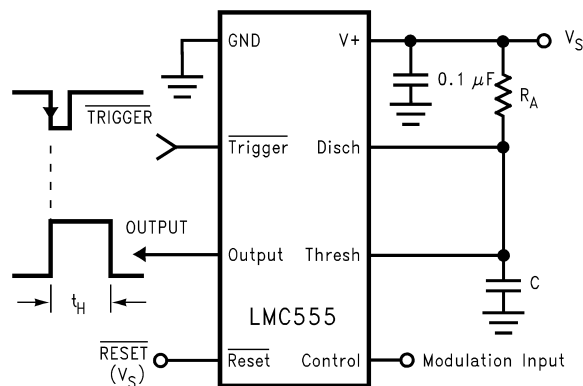 GND
V+
V_S
0.1 μF
R_A
TRIGGER
Trigger
Disch
OUTPUT
Output
Thresh
t_H
C
LMC555
RESET
(V_S)
Reset
Control
Modulation Input